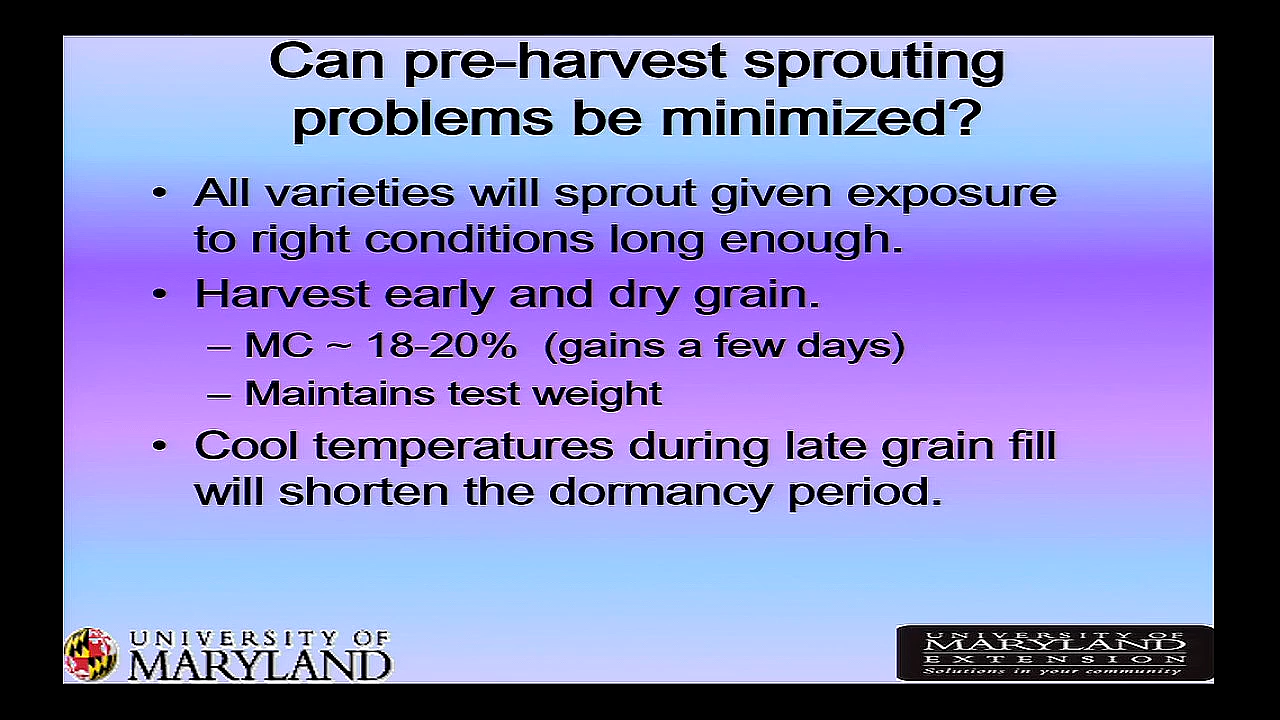 Can pre-harvest sprouting
problems be minimized?
• All varieties will sprout given exposure
to right conditions long enough.
• Harvest early and dry grain.
– MC ~ 18-20%  (gains a few days)
– Maintains test weight
• Cool temperatures during late grain fill
will shorten the dormancy period.
UNIVERSITY OF
MARYLAND
UNIVERSITY OF
MARYLAND
EXTENSION
Solutions in your community